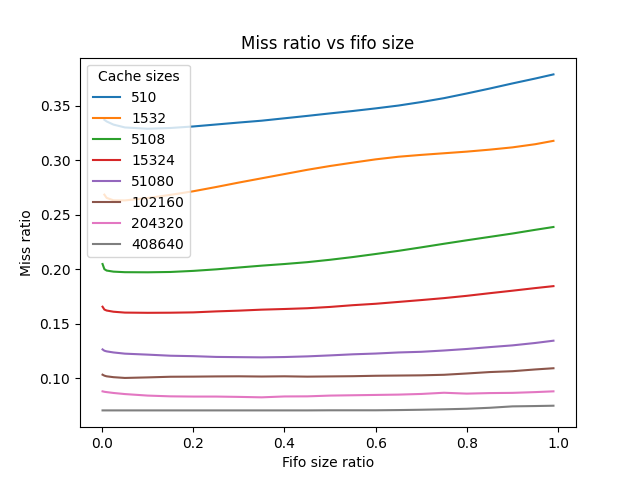 Miss ratio vs fifo size
Cache sizes
510
1532
5108
15324
51080
102160
204320
408640
0.35
0.30
0.25
0.20
0.15
0.10
Miss ratio
0.0 0.2 0.4 0.6 0.8 1.0
Fifo size ratio